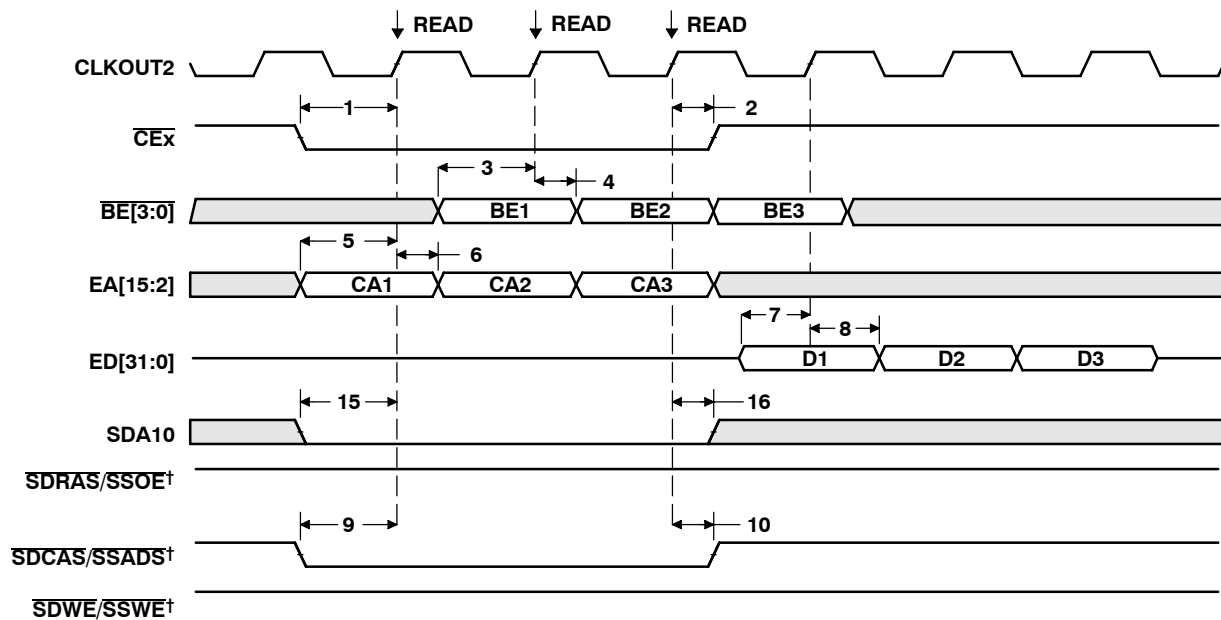 READ READ READ
CLKOUT2
1 2
CEx
3 4
BE[3:0] BE1 BE2 BE3
5 6
EA[15:2] CA1 CA2 CA3
7 8
ED[31:0] D1 D2 D3
15 16
SDA10
SDRAS/SSOE†
9 10
SDCAS/SSADS†
SDWE/SSWE†